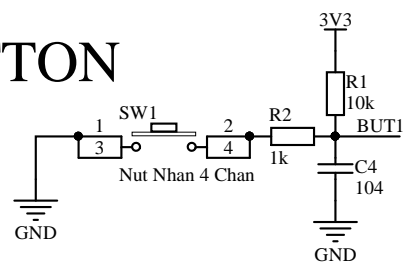 TTON
3V3
R1
10k
SW1
1
2
3
4
R2
1k
BUT1
Nut Nhan 4 Chan
C4
104
GND
GND